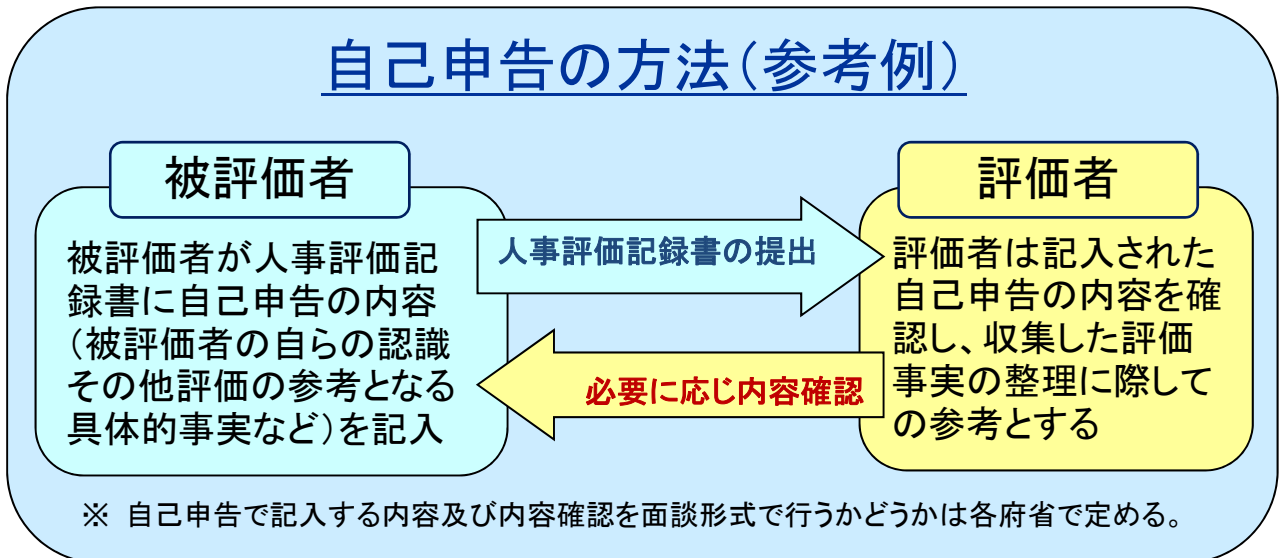 自己申告の方法(参考例)
被評価者
被評価者が人事評価記
録書に自己申告の内容
(被評価者の自らの認識
その他評価の参考となる
具体的事実など)を記入
人事評価記録書の提出
必要に応じ内容確認
評価者
評価者は記入された
自己申告の内容を確
認し、収集した評価
事実の整理に際して
の参考とする
※ 自己申告で記入する内容及び内容確認を面談形式で行うかどうかは各府省で定める。